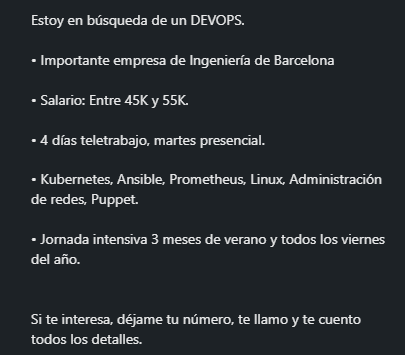 Estoy en búsqueda de un DEVOPS.
• Importante empresa de Ingeniería de Barcelona
• Salario: Entre 45K y 55K.
• 4 días teletrabajo, martes presencial.
• Kubernetes, Ansible, Prometheus, Linux, Administración
de redes, Puppet.
• Jornada intensiva 3 meses de verano y todos los viernes
del año.
Si te interesa, déjame tu número, te llamo y te cuento
todos los detalles.